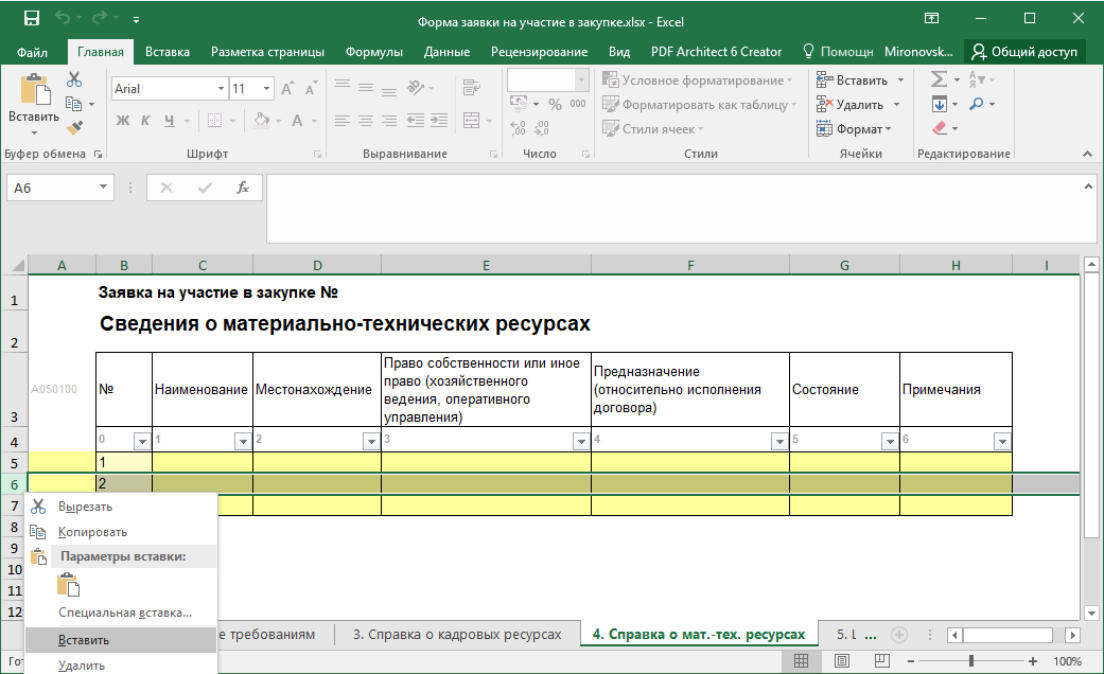 Форма заявки на участие в закупке.xlsx - Excel
Файл Главная Вставка Разметка страницы Формулы Данные Рецензирование Вид PDF Architect 6 Creator Помощн Mironovsk... Общий доступ
Вставить
Arial 11
Ж К Ч А
% 000
Условное форматирование
Форматировать как таблицу
Стили ячеек
Вставить
Удалить
Формат
Буфер обмена Шрифт Выравнивание Число Стили Ячейки Редактирование
A6 fx
A B C D E F G H I
1 Заявка на участие в закупке №
2 Сведения о материально-технических ресурсах
3 A050100 № Наименование Местонахождение Право собственности или иное право (хозяйственного ведения, оперативного управления) Предназначение (относительно исполнения договора) Состояние Примечания
4 0 1 2 3 4 5 6
5 1
6 2
7
8
9
10
11
12
Вырезать
Копировать
Параметры вставки:
Специальная вставка...
Вставить
Удалить
е требованиям 3. Справка о кадровых ресурсах 4. Справка о мат.-тех. ресурсах 5. L ...
Го 100%